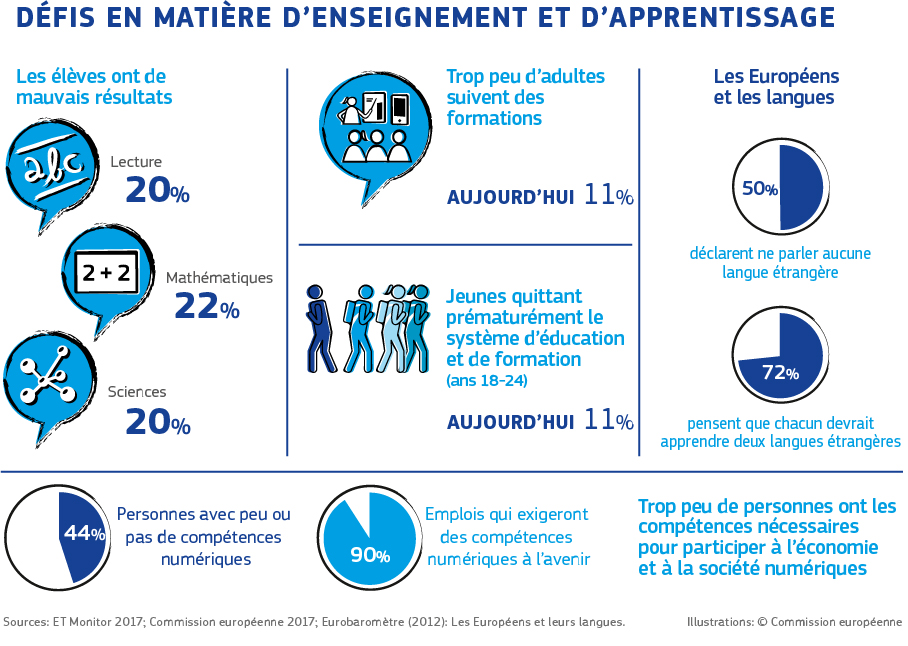 DÉFIS EN MATIÈRE D’ENSEIGNEMENT ET D’APPRENTISSAGE
Les élèves ont de
mauvais résultats
abc
Lecture
20%
2 + 2
Mathématiques
22%
Sciences
20%
Trop peu d’adultes
suivent des
formations
AUJOURD’HUI 11%
Jeunes quittant
prématurément le
système d’éducation
et de formation
(ans 18-24)
AUJOURD’HUI 11%
Les Européens
et les langues
50%
déclarent ne parler aucune
langue étrangère
72%
pensent que chacun devrait
apprendre deux langues étrangères
44%
Personnes avec peu ou
pas de compétences
numériques
90%
Emplois qui exigeront
des compétences
numériques à l’avenir
Trop peu de personnes ont les
compétences nécessaires
pour participer à l’économie
et à la société numériques
Sources: ET Monitor 2017; Commission européenne 2017; Eurobaromètre (2012): Les Européens et leurs langues.
Illustrations: © Commission européenne